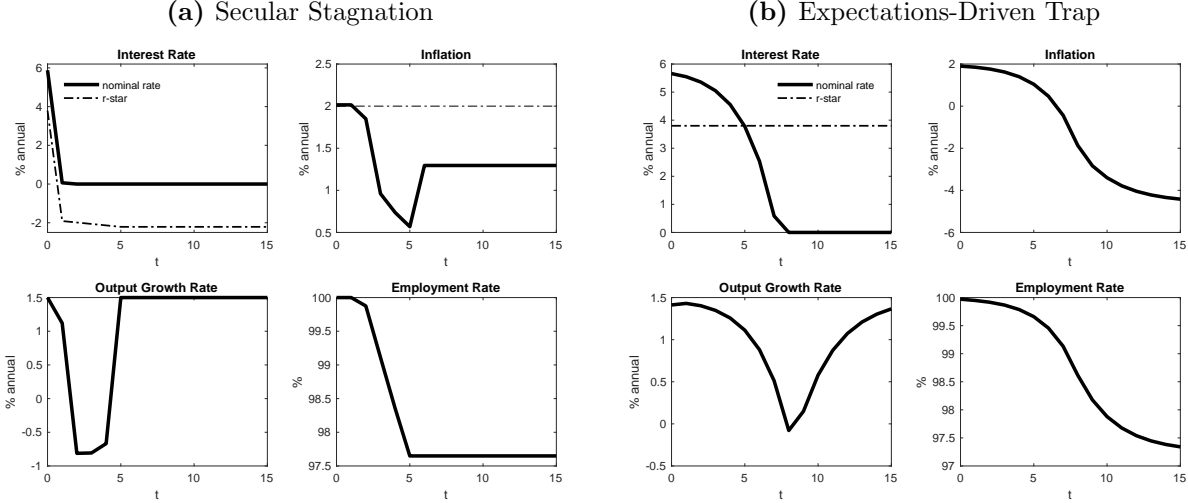 (a) Secular Stagnation
Interest Rate
6
4
2
0
-2
% annual
nominal rate
r-star
0 5 10 15
t
Inflation
2.5
2
1.5
1
0.5
% annual
0 5 10 15
t
Output Growth Rate
1.5
1
0.5
0
-0.5
-1
% annual
0 5 10 15
t
Employment Rate
100
99.5
99
98.5
98
97.5
%
0 5 10 15
t
(b) Expectations-Driven Trap
Interest Rate
6
5
4
3
2
1
0
% annual
nominal rate
r-star
0 5 10 15
t
Inflation
2
0
-2
-4
-6
% annual
0 5 10 15
t
Output Growth Rate
1.5
1
0.5
0
-0.5
% annual
0 5 10 15
t
Employment Rate
100
99.5
99
98.5
98
97.5
97
%
0 5 10 15
t